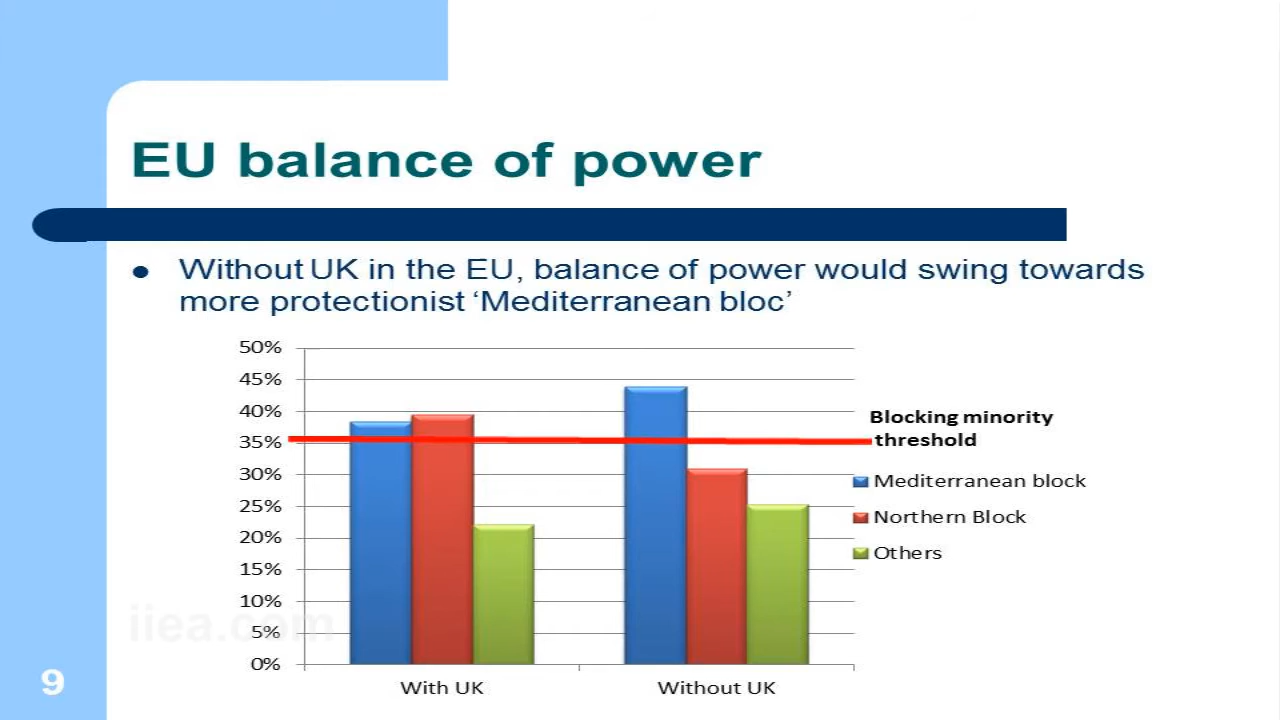 EU balance of power
Without UK in the EU, balance of power would swing towards
more protectionist ‘Mediterranean bloc’
50%
45%
40%
35%
30%
25%
20%
15%
10%
5%
0%
Blocking minority
threshold
Mediterranean block
Northern Block
Others
With UK
Without UK
iiea.com
9